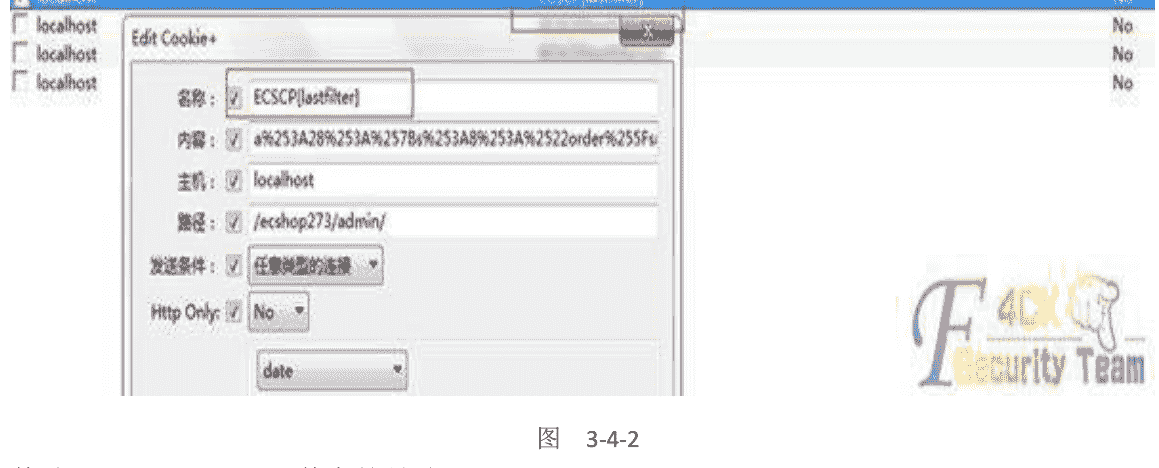 localhost No
localhost No
localhost No
Edit Cookie+ X
名称： ECSCP[lastfilter]
内容： a%253A28%253A%257Bs%253A8%253A%2522order%255Fs
主机： localhost
路径： /ecshop273/admin/
发送条件： 任意类型的连接
Http Only: No
date
F4CK
Security Team
图 3-4-2